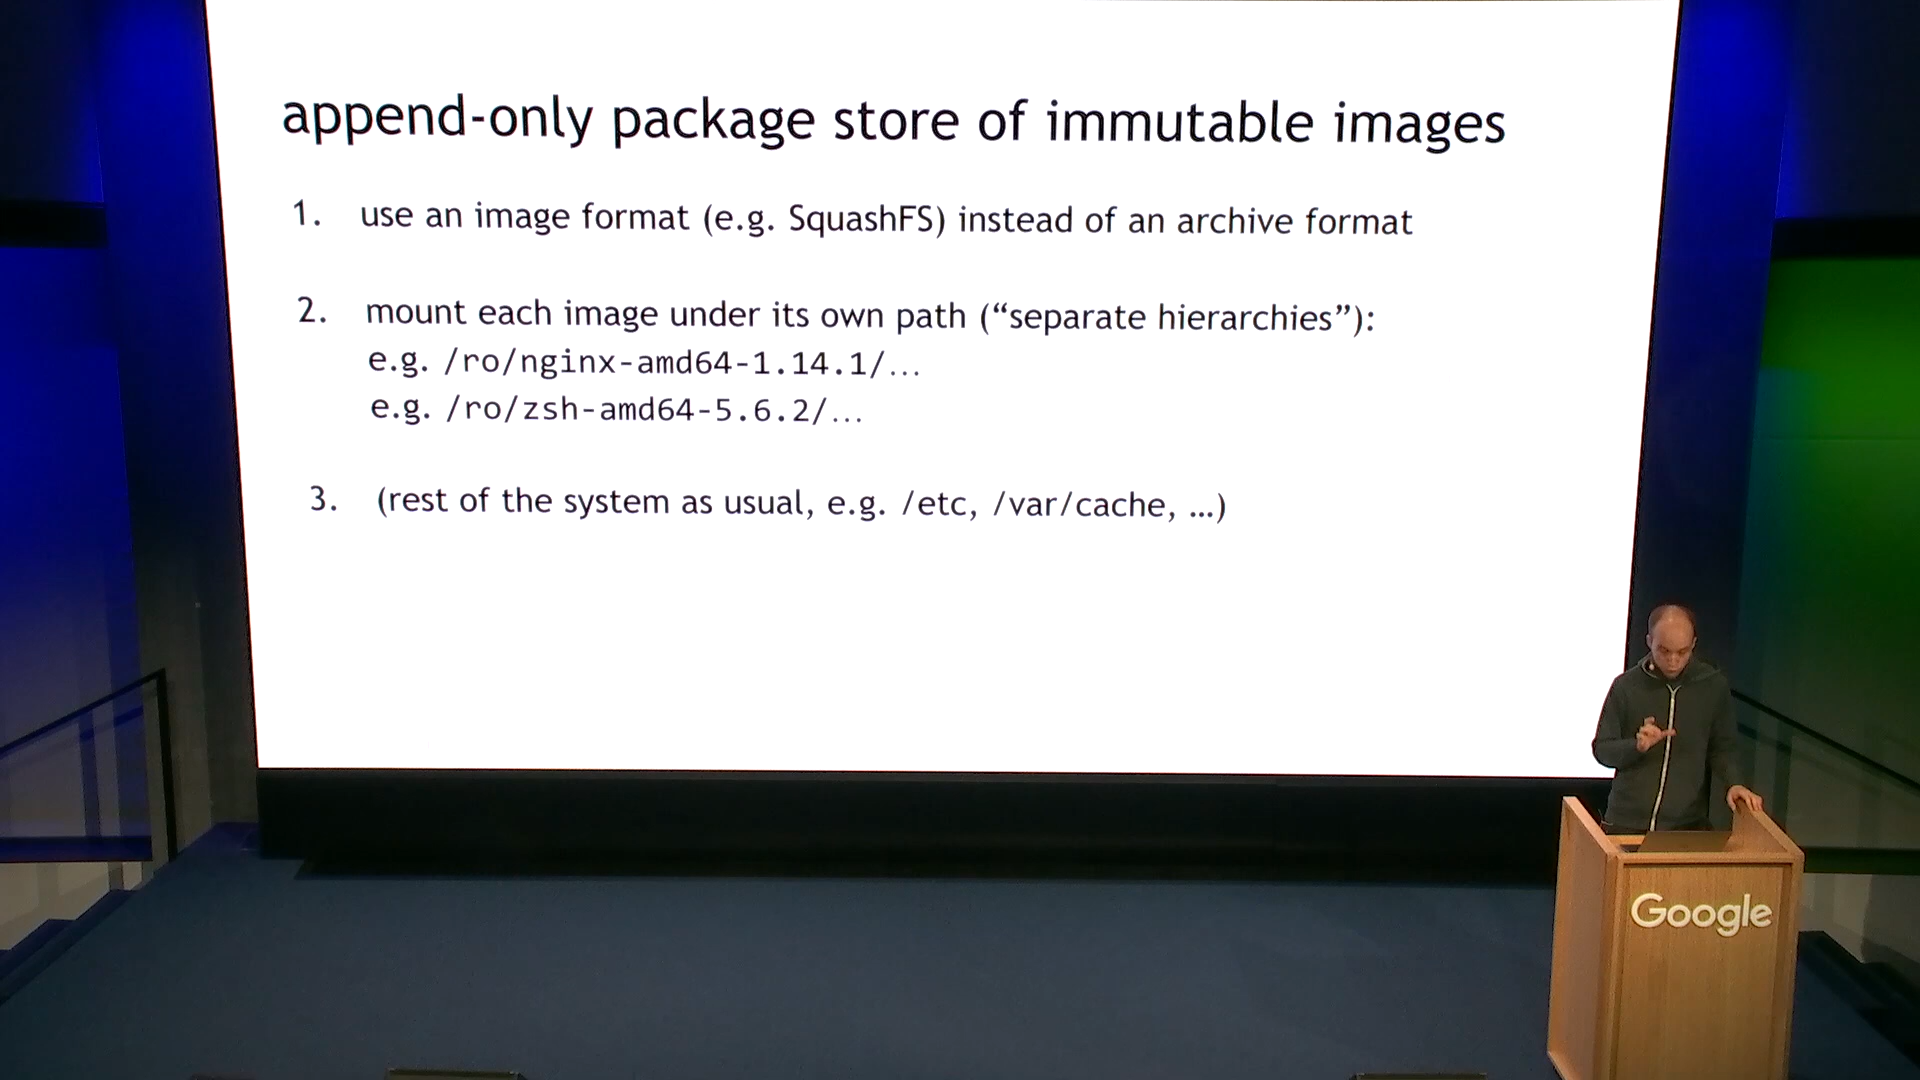 append-only package store of immutable images
1. use an image format (e.g. SquashFS) instead of an archive format
2. mount each image under its own path (“separate hierarchies”):
e.g. /ro/nginx-amd64-1.14.1/…
e.g. /ro/zsh-amd64-5.6.2/…
3. (rest of the system as usual, e.g. /etc, /var/cache, …)
Google